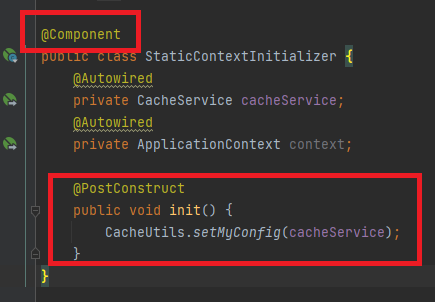 @Component
public class StaticContextInitializer {
@Autowired
private CacheService cacheService;
@Autowired
private ApplicationContext context;
@PostConstruct
public void init() {
CacheUtils.setMyConfig(cacheService);
}
}